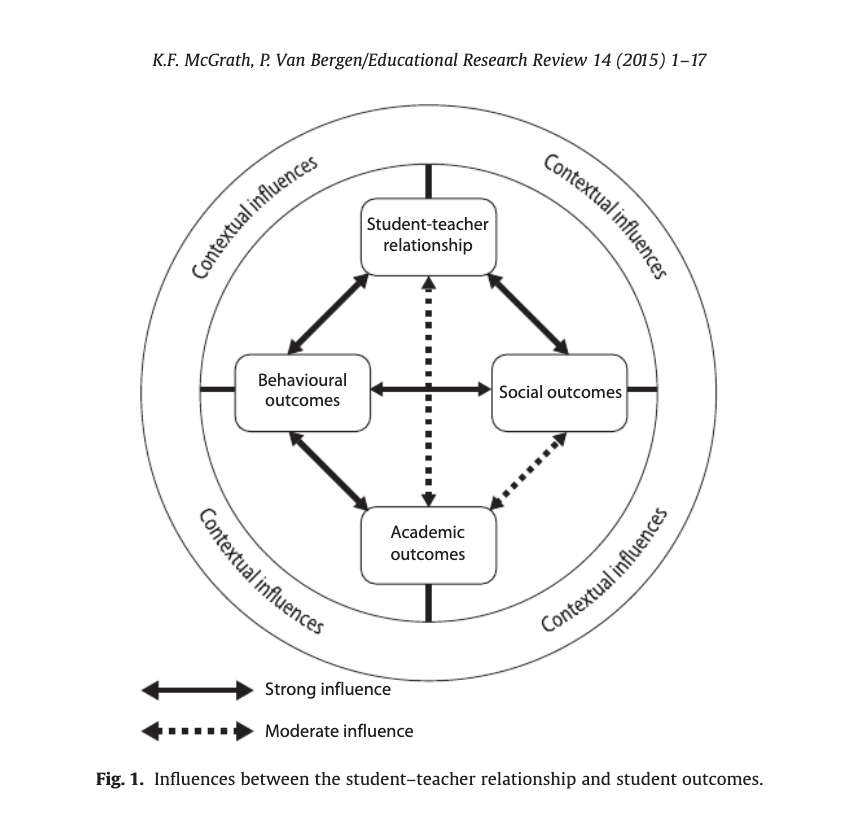 K.F. McGrath, P. Van Bergen/Educational Research Review 14 (2015) 1–17
Contextual influences
Contextual influences
Student-teacher
relationship
Behavioural
outcomes
Social outcomes
Academic
outcomes
Contextual influences
Contextual influences
Strong influence
Moderate influence
Fig. 1. Influences between the student–teacher relationship and student outcomes.